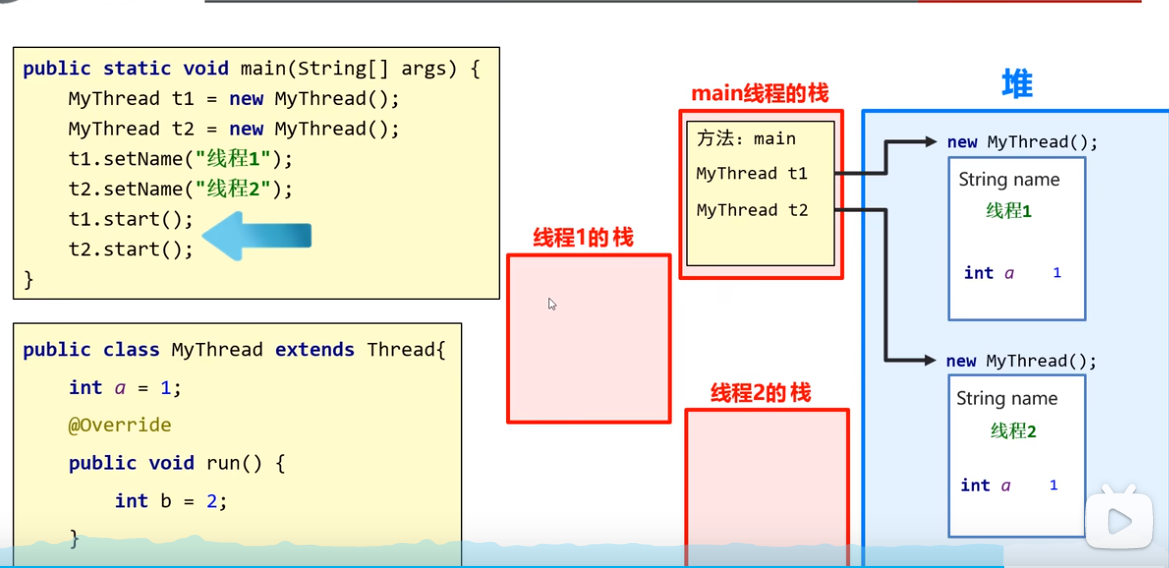 public static void main(String[] args) {
MyThread t1 = new MyThread();
MyThread t2 = new MyThread();
t1.setName("线程1");
t2.setName("线程2");
t1.start();
t2.start();
}
public class MyThread extends Thread{
int a = 1;
@Override
public void run() {
int b = 2;
}
线程1的栈
main线程的栈
方法：main
MyThread t1
MyThread t2
线程2的栈
堆
new MyThread();
String name
线程1
int a 1
new MyThread();
String name
线程2
int a 1